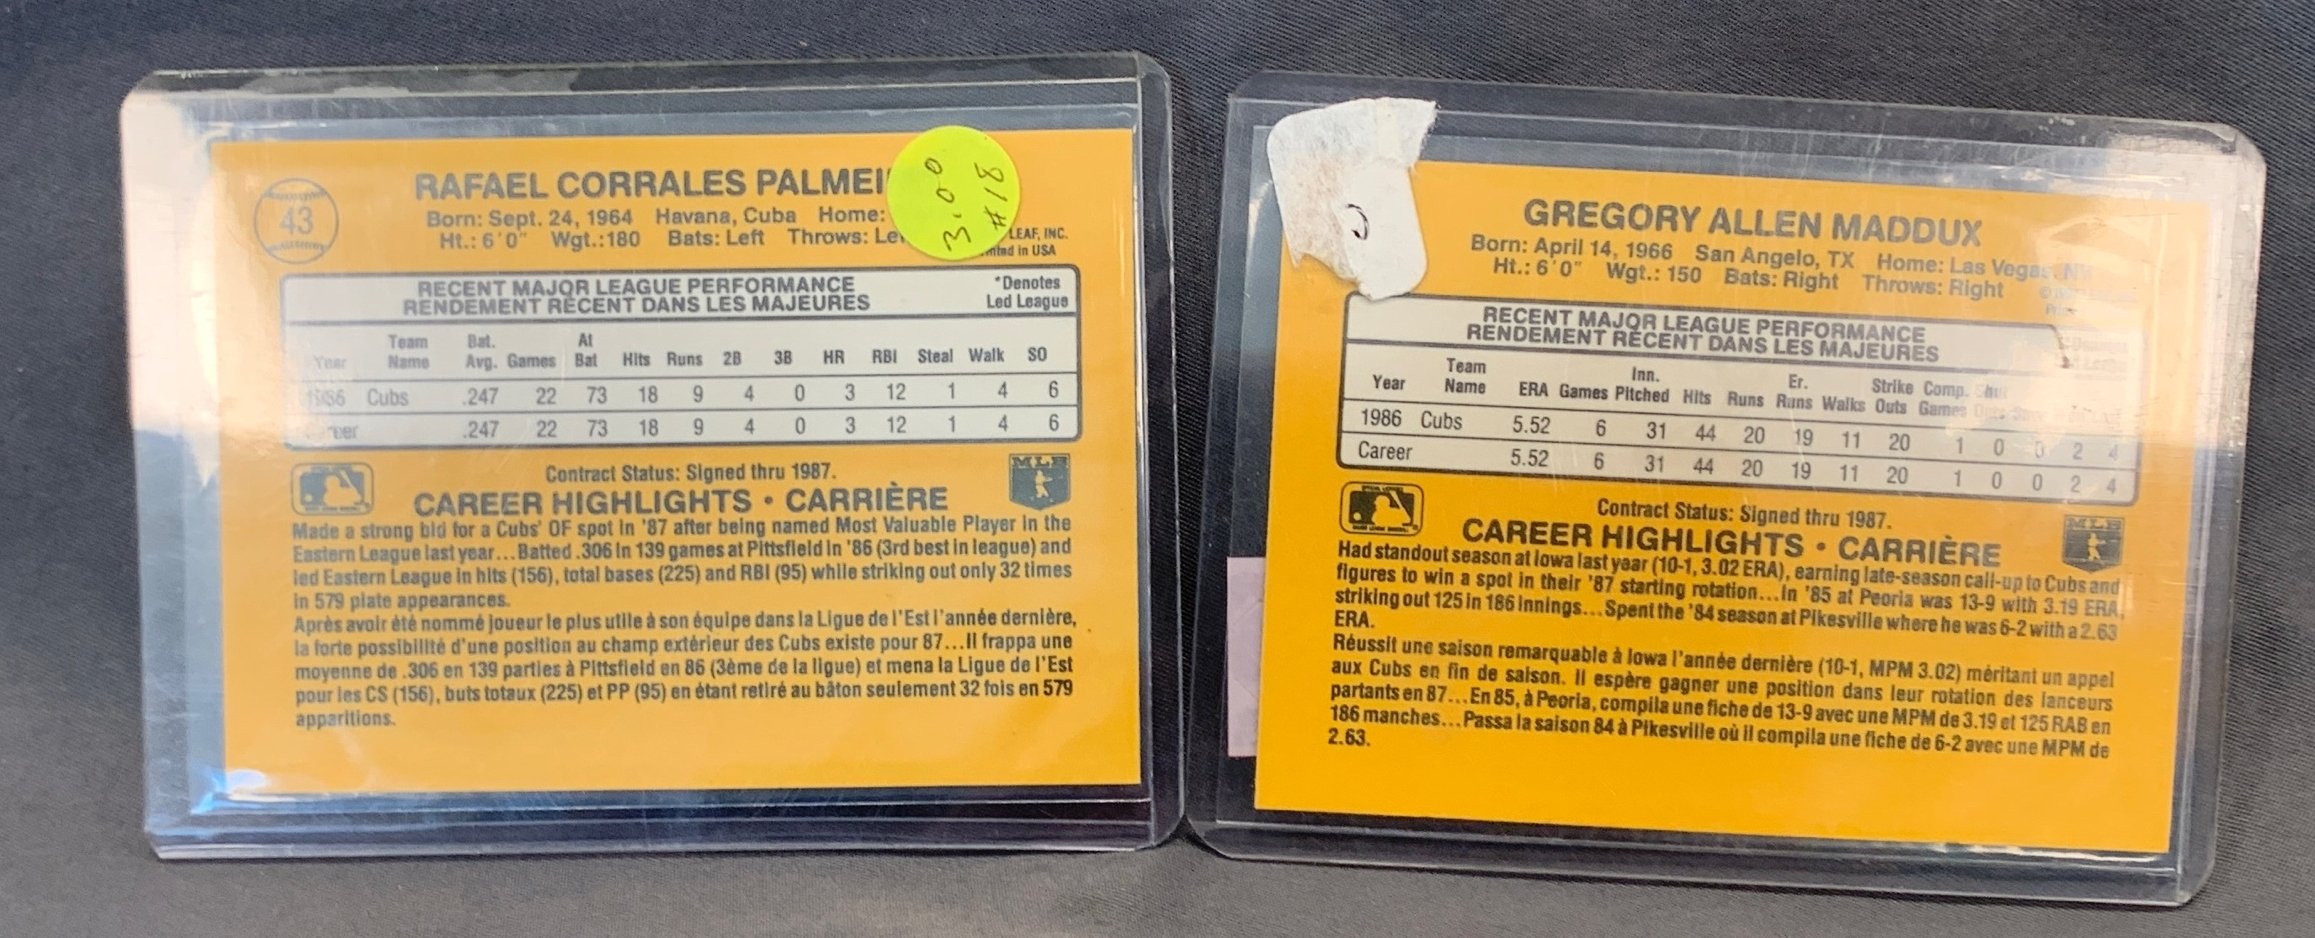 43
RAFAEL CORRALES
Born: Sept. 24, 1964 Havana, Cuba Home:
Ht.: 6'0" Wgt.:180 Bats: Left Throws:
3.00
#18
LEAF, INC.
in USA
RECENT MAJOR LEAGUE PERFORMANCE
RENDEMENT RÉCENT DANS LES MAJEURES
*Denotes
Led League
Year Team Name Bat. Avg. Games At Bat Hits Runs 2B 3B HR RBI Steal Walk SO
1986 Cubs .247 22 73 18 9 4 0 3 12 1 4 6
.247 22 73 18 9 4 0 3 12 1 4 6
Contract Status: Signed thru 1987.
MLB
CAREER HIGHLIGHTS • CARRIÈRE
Made a strong bid for a Cubs' OF spot in '87 after being named Most Valuable Player in the
Eastern League last year...Batted .306 in 139 games at Pittsfield in '86 (3rd best in league) and
led Eastern League in hits (156), total bases (225) and RBI (95) while striking out only 32 times
in 579 plate appearances.
Après avoir été nommé joueur le plus utile à son équipe dans la Ligue de l'Est l'année dernière,
la forte possibilité d'une position au champ extérieur des Cubs existe pour 87...Il frappa une
moyenne de .306 en 139 parties à Pittsfield en 86 (3ème de la ligue) et mena la Ligue de l'Est
pour les CS (156), buts totaux (225) et PP (95) en étant retiré au bâton seulement 32 fois en 579
apparitions.
GREGORY ALLEN MADDUX
Born: April 14, 1966 San Angelo, TX Home: Las Vegas, NV
Ht.: 6'0" Wgt.: 150 Bats: Right Throws: Right
RECENT MAJOR LEAGUE PERFORMANCE
RENDEMENT RÉCENT DANS LES MAJEURES
Year Team Name ERA Games Inn. Pitched Hits Runs Er. Runs Walks Strike Outs Comp. Games
1986 Cubs 5.52 6 31 44 20 19 11 20 1 0 0 2 4
Career 5.52 6 31 44 20 19 11 20 1 0 0 2 4
Contract Status: Signed thru 1987.
MLB
CAREER HIGHLIGHTS • CARRIÈRE
Had standout season at Iowa last year (10-1, 3.02 ERA), earning late-season call-up to Cubs and
figures to win a spot in their '87 starting rotation...In '85 at Peoria was 13-9 with 3.19 ERA,
striking out 125 in 186 innings...Spent the '84 season at Pikesville where he was 6-2 with a 2.63
ERA.
Réussit une saison remarquable à Iowa l'année dernière (10-1, MPM 3.02) méritant un appel
aux Cubs en fin de saison. Il espère gagner une position dans leur rotation des lanceurs
partants en 87...En 85, à Peoria, compila une fiche de 13-9 avec une MPM de 3.19 et 125 RAB en
186 manches...Passa la saison 84 à Pikesville où il compila une fiche de 6-2 avec une MPM de
2.63.